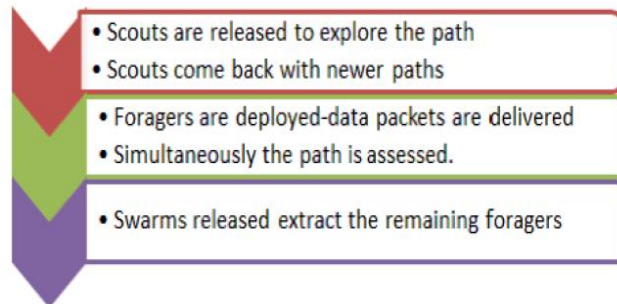 • Scouts are released to explore the path
• Scouts come back with newer paths
• Foragers are deployed-data packets are delivered
• Simultaneously the path is assessed.
• Swarms released extract the remaining foragers